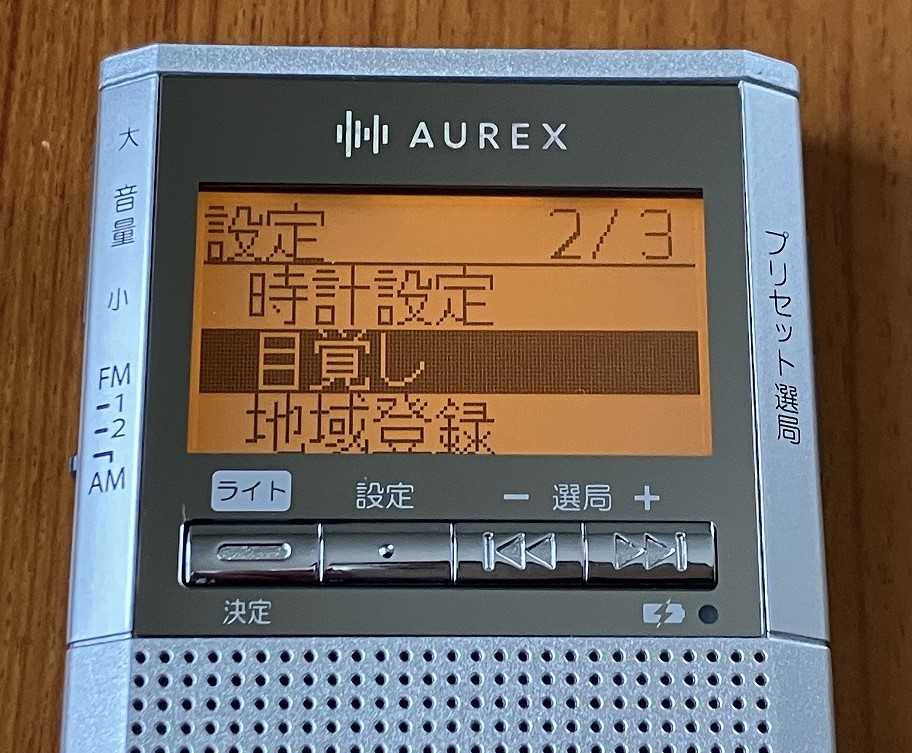 AUREX
大
音量
小
FM
1
2
AM
設定 2/3
時計設定
目覚し
地域登録
プリセット選局
ライト 設定 − 選局 +
決定